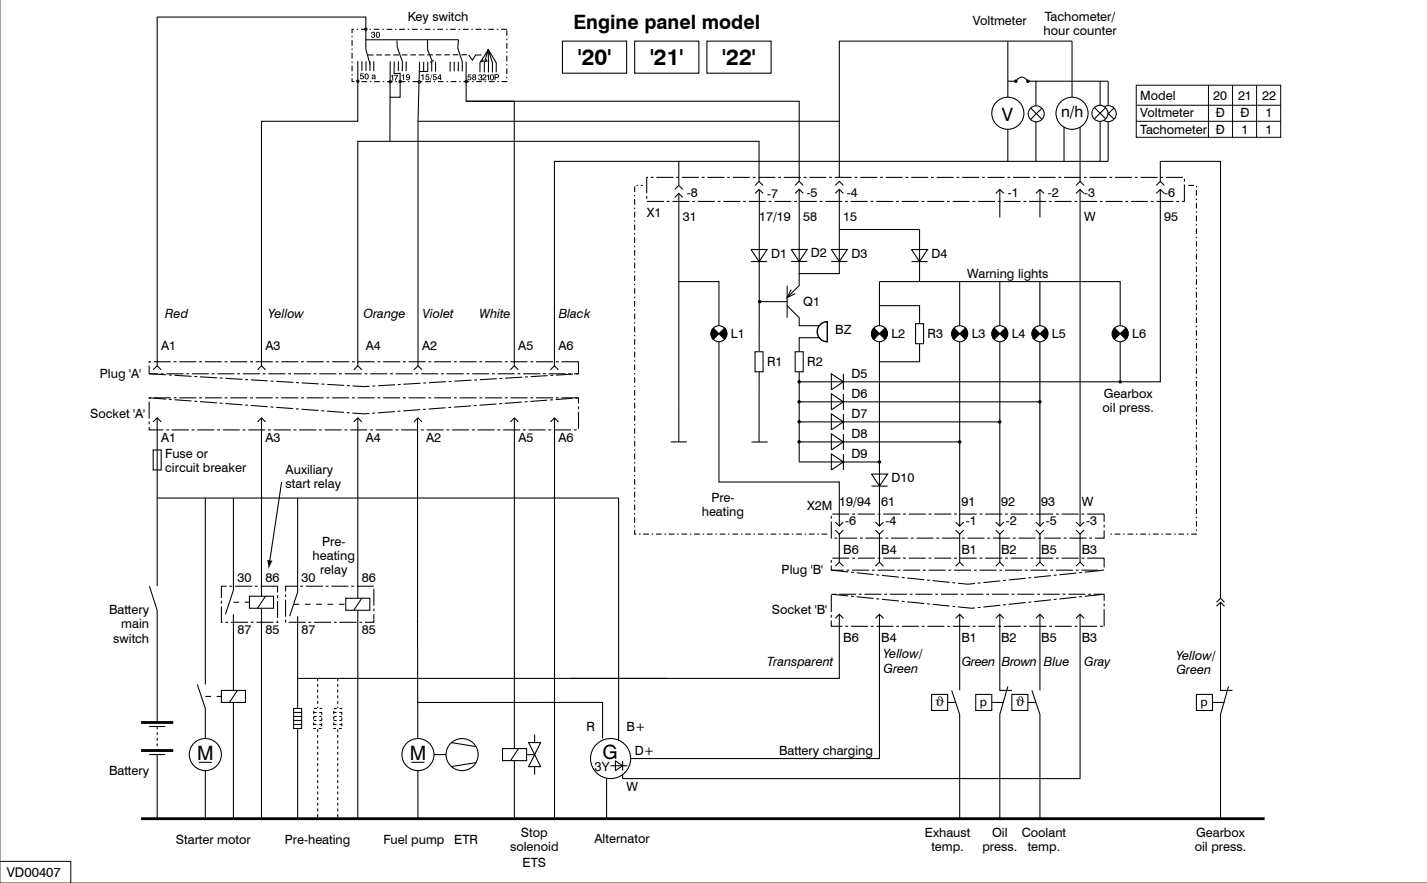 Key switch
Engine panel model
'20' '21' '22'
Voltmeter
Tachometer/
hour counter
30
50 a 17 19 15/54 58 3210P
V
n/h
Model 20 21 22
Voltmeter Ð Ð 1
Tachometer Ð 1 1
-8 -7 -5 -4 -1 -2 -3 -6
X1 31 17/19 58 15 W 95
D1 D2 D3 D4
Warning lights
Q1
BZ
L1 L2 R3 L3 L4 L5 L6
R1 R2
D5
D6
D7
D8
D9
D10
Gearbox
oil press.
Red Yellow Orange Violet White Black
A1 A3 A4 A2 A5 A6
Plug 'A'
Socket 'A'
A1 A3 A4 A2 A5 A6
Fuse or
circuit breaker
Auxiliary
start relay
Pre-
heating
relay
Pre-
heating
X2M 19/94 61 91 92 93 W
-6 -4 -1 -2 -5 -3
B6 B4 B1 B2 B5 B3
Plug 'B'
Socket 'B'
B6 B4 B1 B2 B5 B3
Transparent
Yellow/
Green
Green Brown Blue Gray
Yellow/
Green
30 86 30 86
87 85 87 85
Battery
main
switch
Battery
M
M
R B+
G
3Y
D+
W
Battery charging
ϑ p ϑ p
Starter motor
Pre-heating
Fuel pump ETR
Stop
solenoid
ETS
Alternator
Exhaust
temp.
Oil
press.
Coolant
temp.
Gearbox
oil press.
VD00407